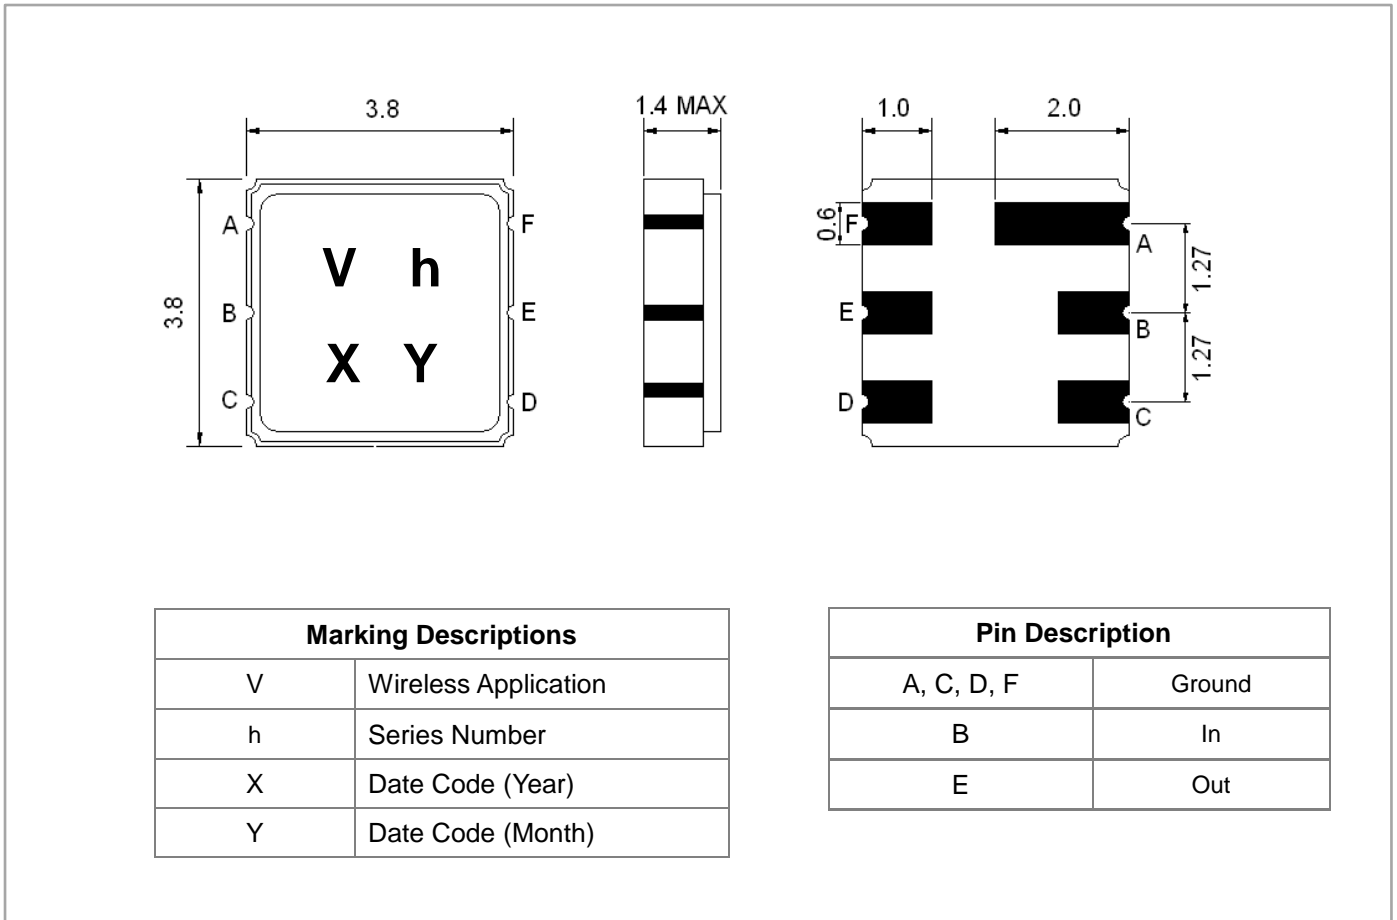 3.8
1.4 MAX
1.0
2.0
A
F
V h
0.6
F
A
1.27
3.8
B
E
E
B
X Y
1.27
C
D
D
C
Marking Descriptions
V Wireless Application
h Series Number
X Date Code (Year)
Y Date Code (Month)
Pin Description
A, C, D, F Ground
B In
E Out